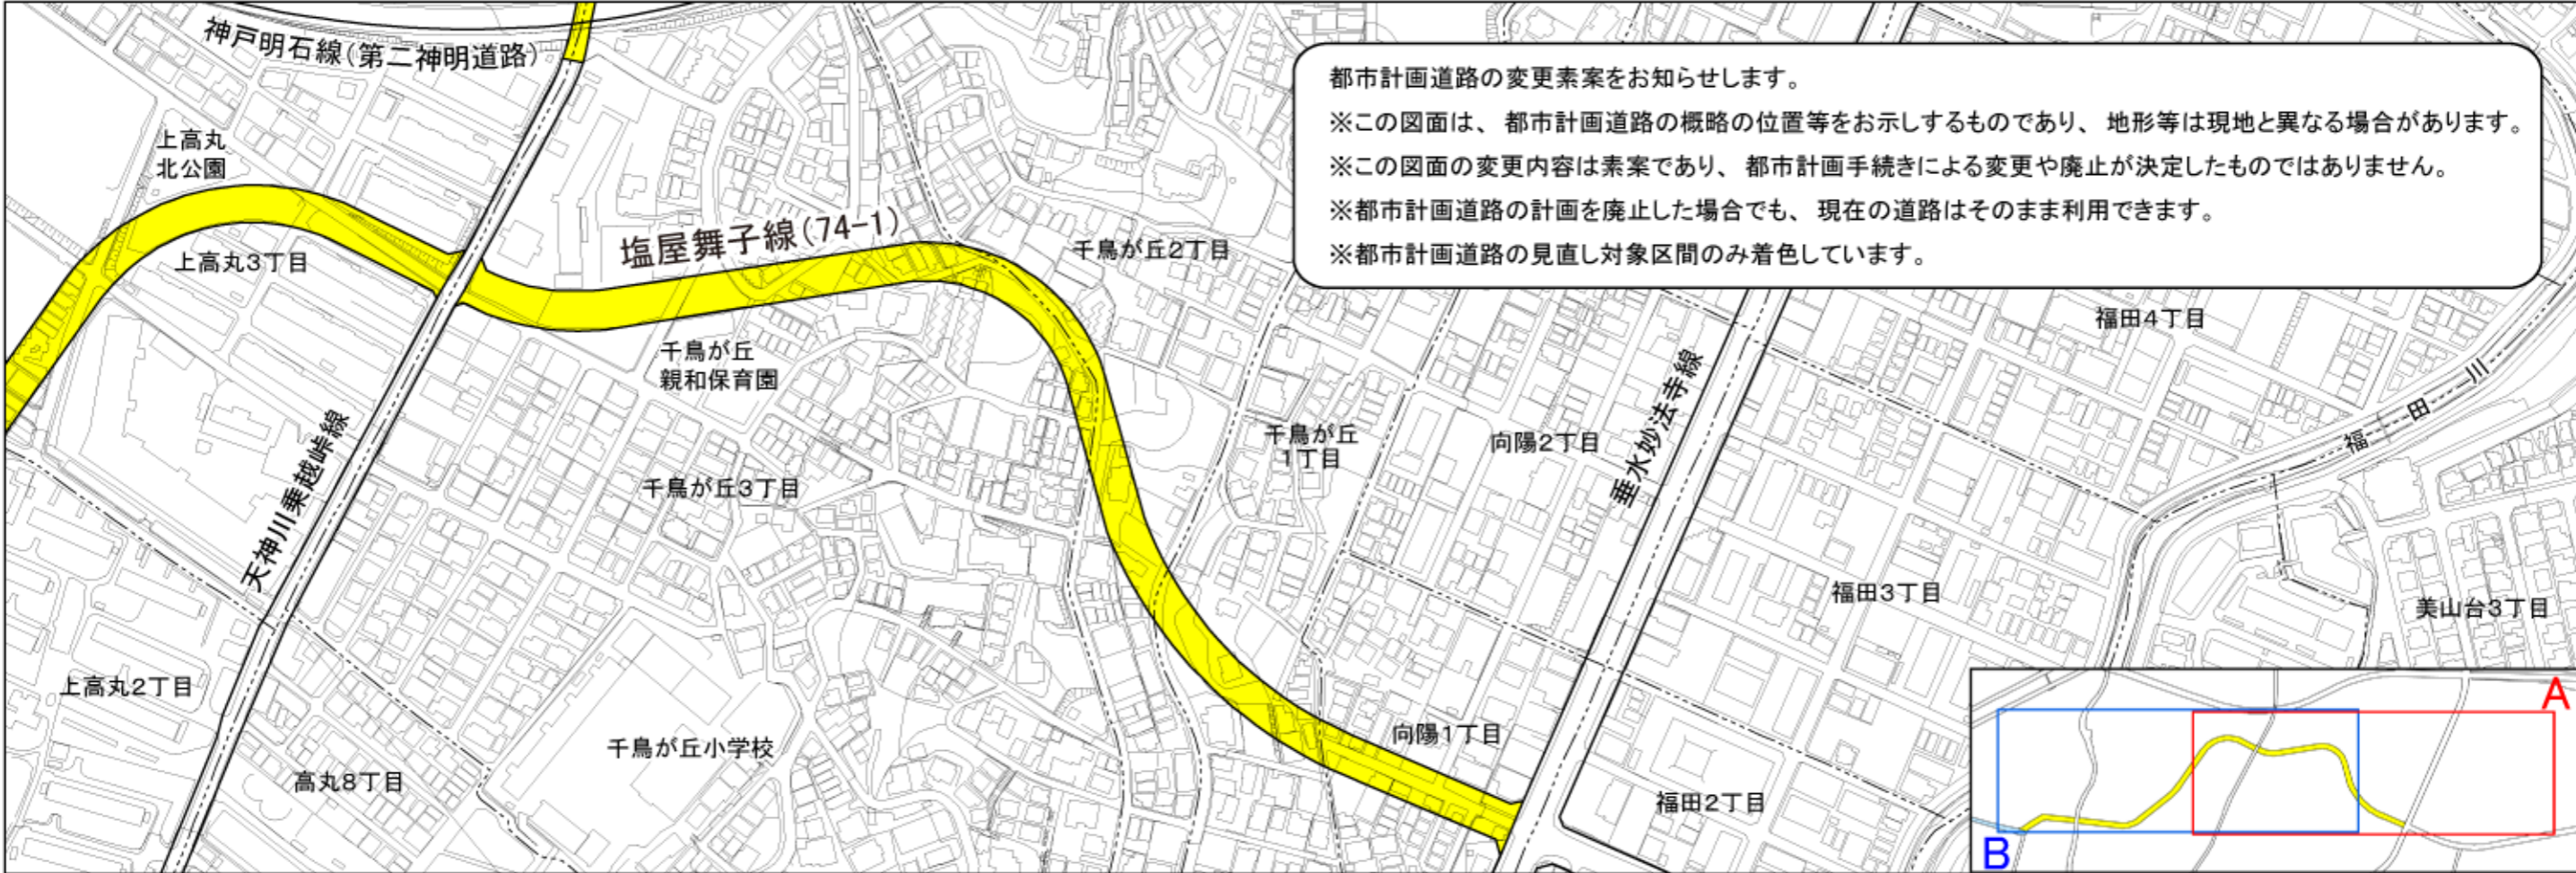 神戸明石線(第二神明道路)
都市計画道路の変更素案をお知らせします。
※この図面は、都市計画道路の概略の位置等をお示しするものであり、地形等は現地と異なる場合があります。
※この図面の変更内容は素案であり、都市計画手続きによる変更や廃止が決定したものではありません。
※都市計画道路の計画を廃止した場合でも、現在の道路はそのまま利用できます。
※都市計画道路の見直し対象区間のみ着色しています。
上高丸
北公園
上高丸3丁目
塩屋舞子線(74-1)
千鳥が丘2丁目
福田4丁目
千鳥が丘
親和保育園
天神川乗越峠線
千鳥が丘3丁目
千鳥が丘
1丁目
向陽2丁目
垂水妙法寺線
福田川
福田3丁目
美山台3丁目
上高丸2丁目
高丸8丁目
千鳥が丘小学校
向陽1丁目
福田2丁目
A
B